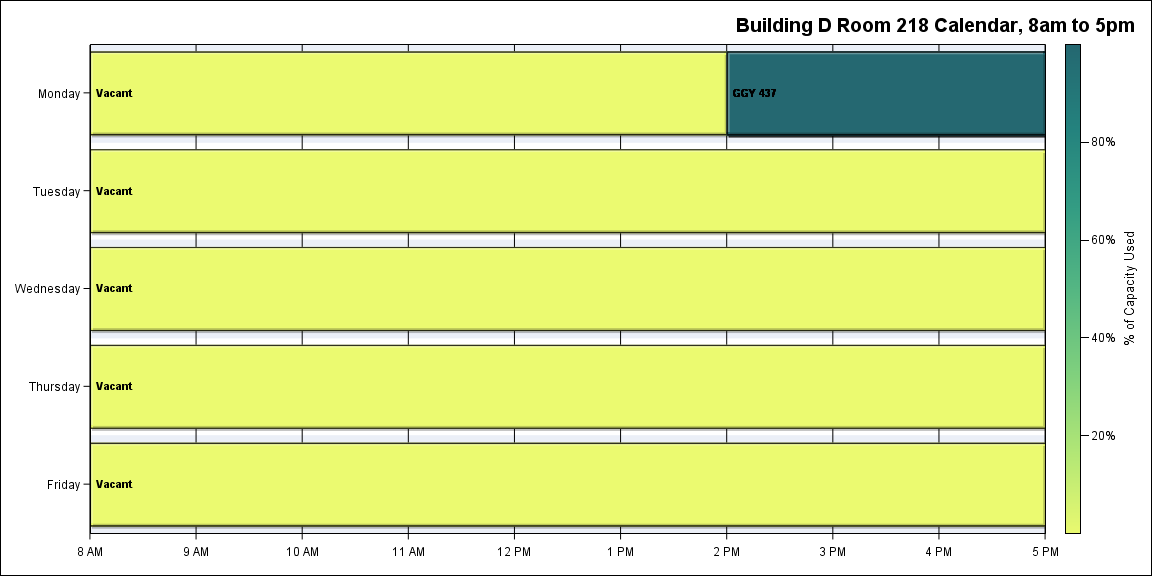 Building D Room 218 Calendar, 8am to 5pm
Monday
Vacant
GGY 437
Tuesday
Vacant
Wednesday
Vacant
Thursday
Vacant
Friday
Vacant
8 AM
9 AM
10 AM
11 AM
12 PM
1 PM
2 PM
3 PM
4 PM
5 PM
80%
60%
40%
20%
% of Capacity Used